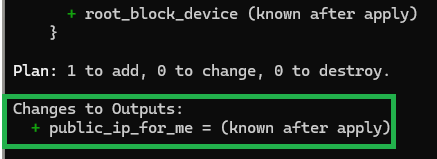 + root_block_device (known after apply)
}
Plan: 1 to add, 0 to change, 0 to destroy.
Changes to Outputs:
+ public_ip_for_me = (known after apply)